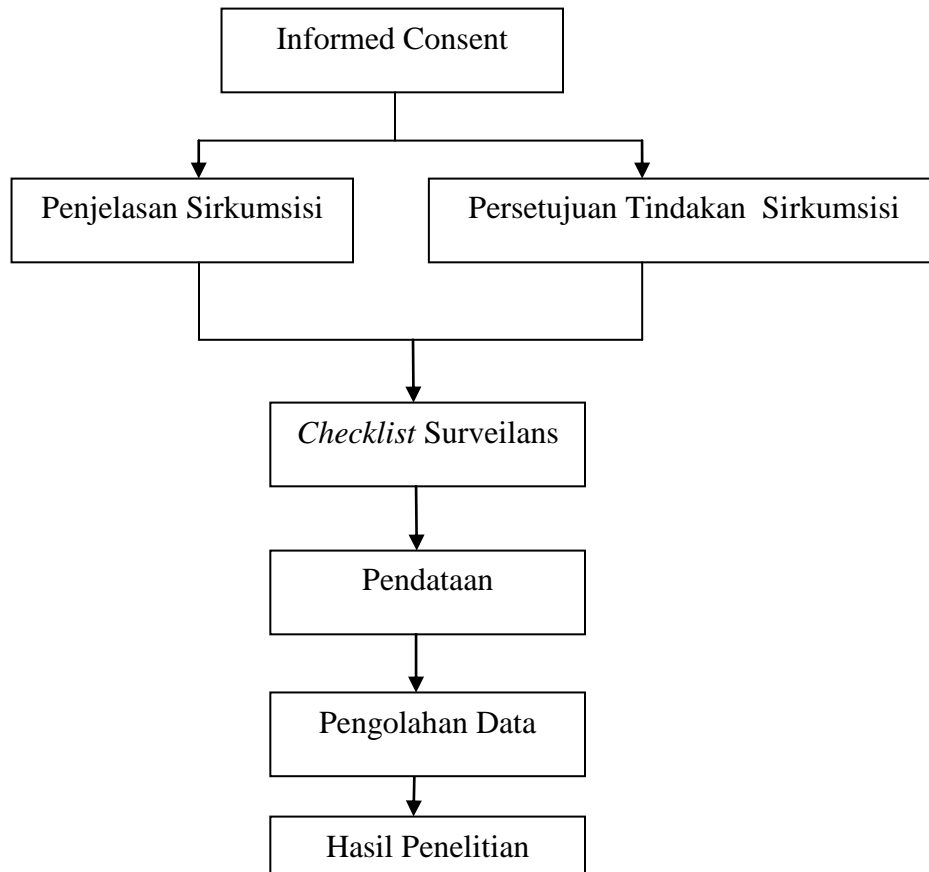 Informed Consent
Penjelasan Sirkumsisi
Persetujuan Tindakan  Sirkumsisi
Checklist Surveilans
Pendataan
Pengolahan Data
Hasil Penelitian